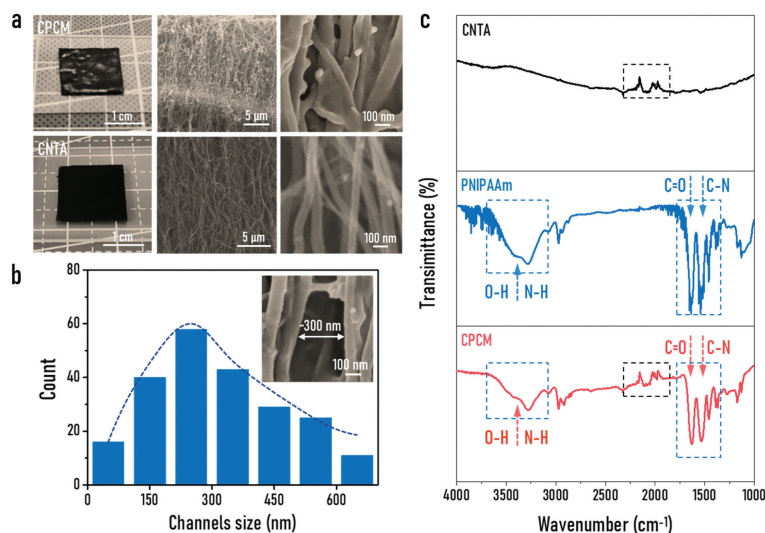 a
CPCM
1 cm
5 μm
100 nm
CNTA
1 cm
5 μm
100 nm
b
80
60
40
20
0
Count
~300 nm
100 nm
0 150 300 450 600
Channels size (nm)
c
CNTA
PNIPAAm
C=O C-N
O-H N-H
CPCM
C=O C-N
O-H N-H
Transimittance (%)
4000 3500 3000 2500 2000 1500 1000
Wavenumber (cm⁻¹)